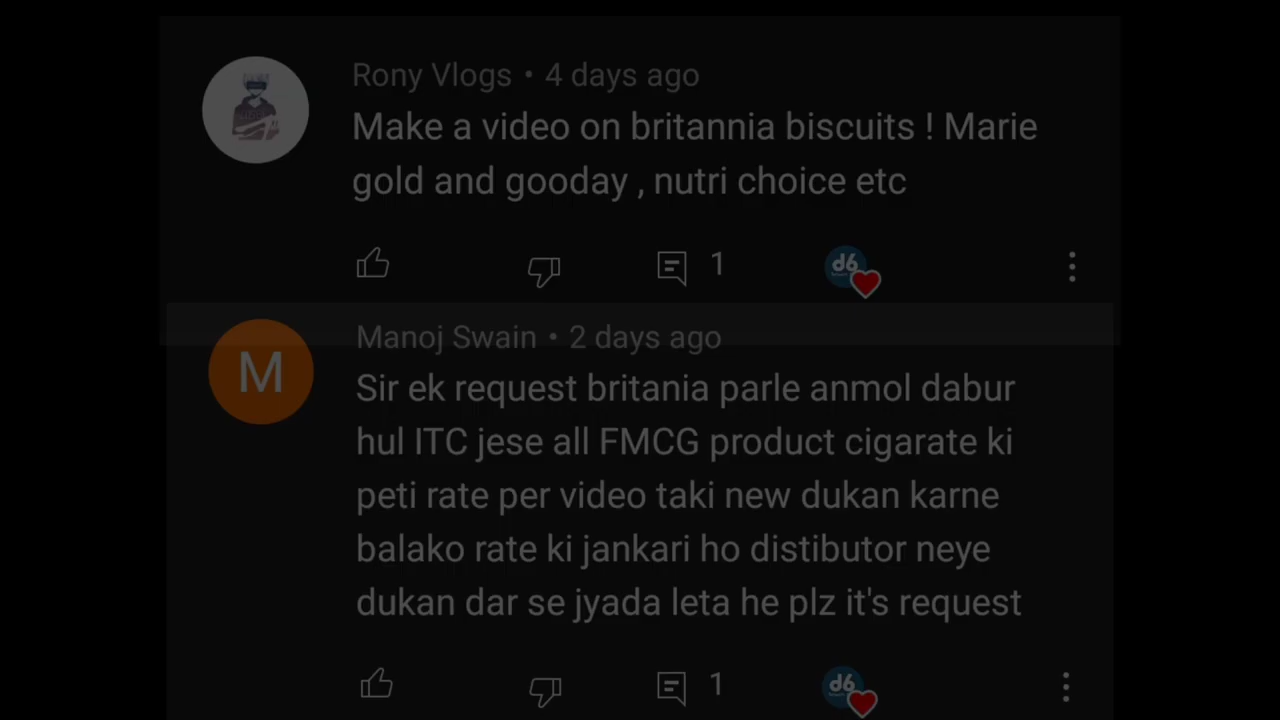 Rony Vlogs • 4 days ago
Make a video on britannia biscuits ! Marie
gold and gooday , nutri choice etc
1
d6
Manoj Swain • 2 days ago
M
Sir ek request britania parle anmol dabur
hul ITC jese all FMCG product cigarate ki
peti rate per video taki new dukan karne
balako rate ki jankari ho distibutor neye
dukan dar se jyada leta he plz it's request
1
d6